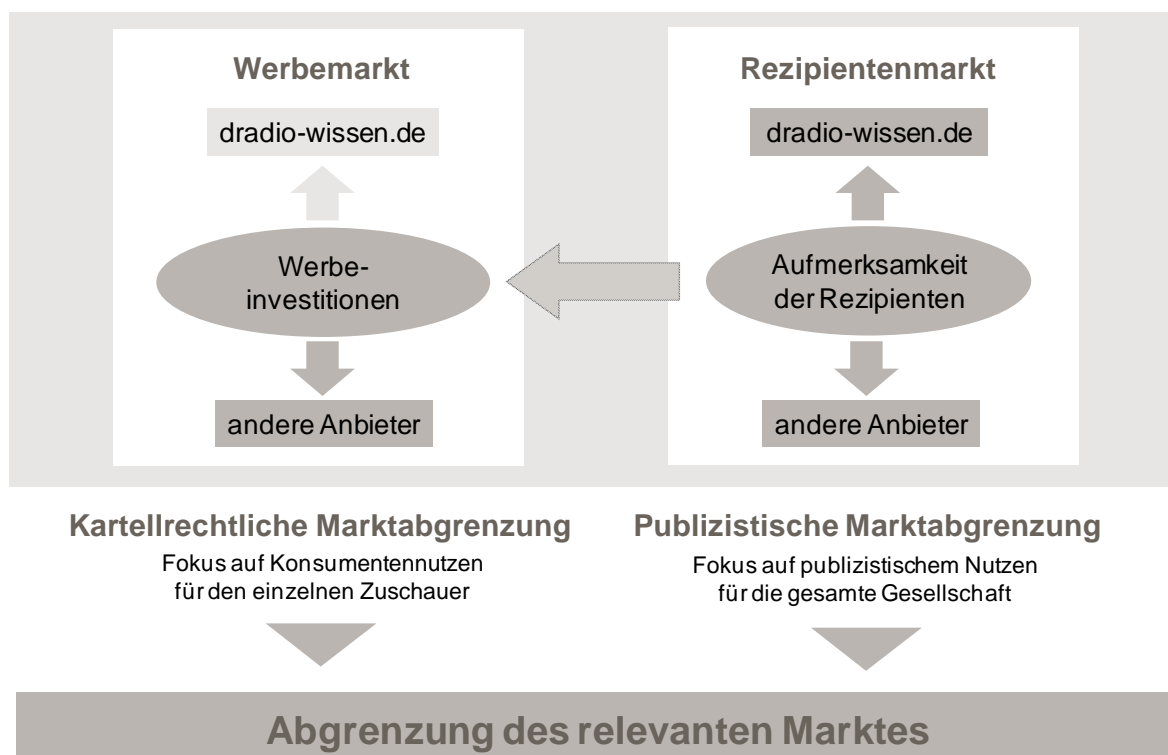 Werbemarkt
dradio-wissen.de
Werbe-
investitionen
andere Anbieter
Rezipientenmarkt
dradio-wissen.de
Aufmerksamkeit
der Rezipienten
andere Anbieter
Kartellrechtliche Marktabgrenzung
Fokus auf Konsumentennutzen
für den einzelnen Zuschauer
Publizistische Marktabgrenzung
Fokus auf publizistischem Nutzen
für die gesamte Gesellschaft
Abgrenzung des relevanten Marktes